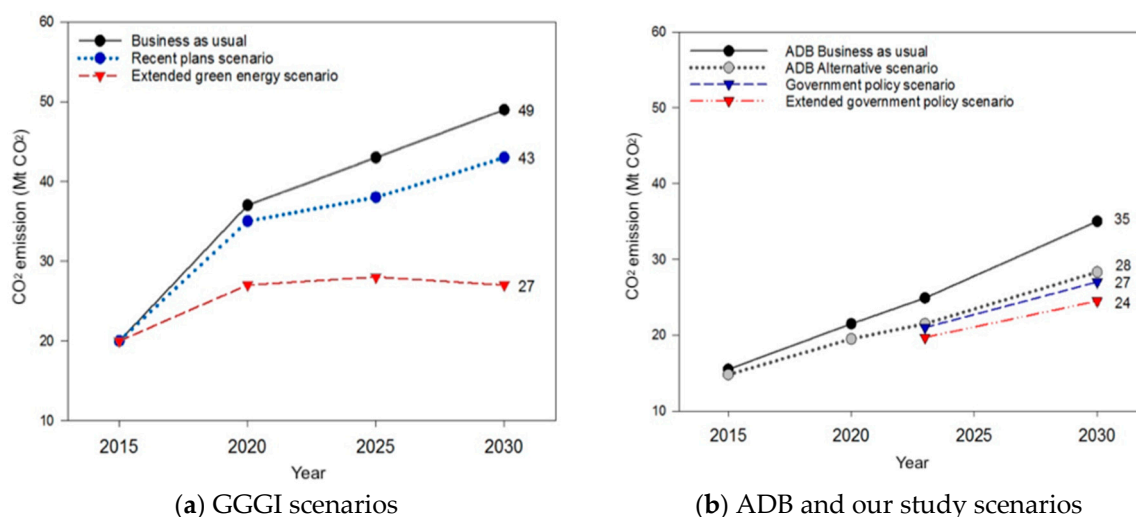 60
50
40
30
20
10
CO² emission (Mt CO²)
Business as usual
Recent plans scenario
Extended green energy scenario
49
43
27
2015 2020 2025 2030
Year
(a) GGGI scenarios
60
50
40
30
20
10
CO² emission (Mt CO²)
ADB Business as usual
ADB Alternative scenario
Government policy scenario
Extended government policy scenario
35
28
27
24
2015 2020 2025 2030
Year
(b) ADB and our study scenarios